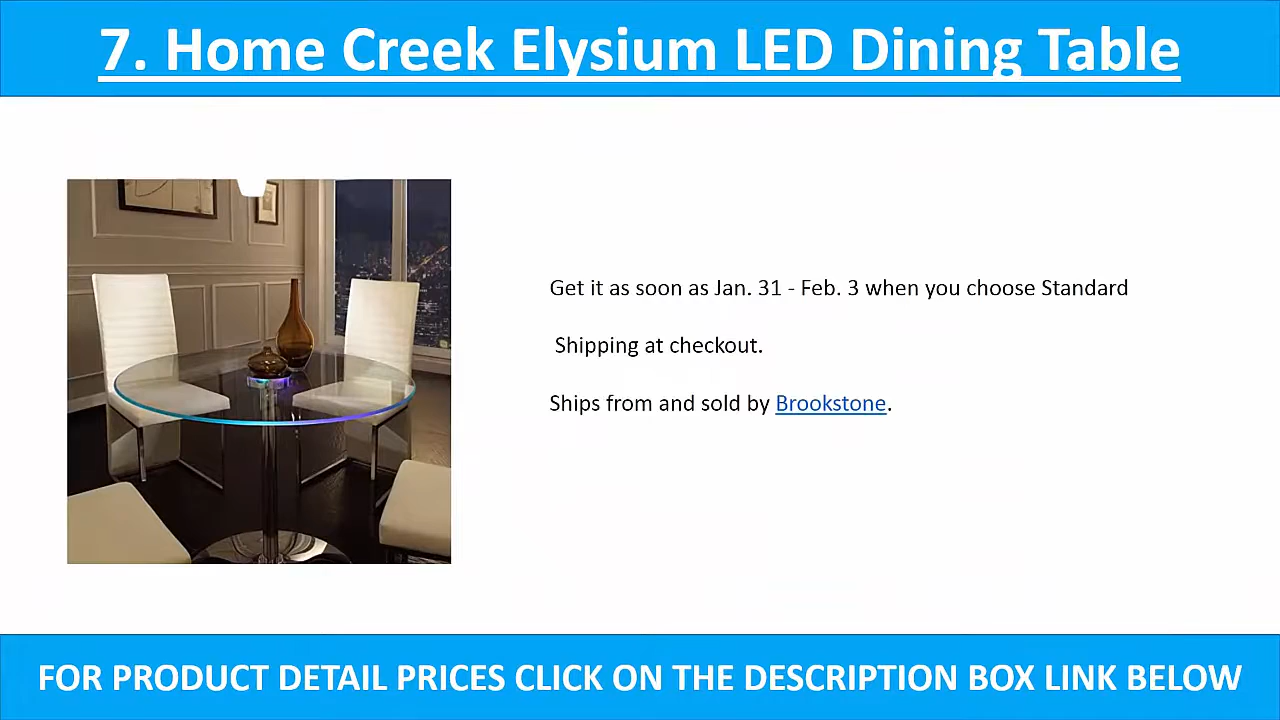 7. Home Creek Elysium LED Dining Table
Get it as soon as Jan. 31 - Feb. 3 when you choose Standard
Shipping at checkout.
Ships from and sold by Brookstone.
FOR PRODUCT DETAIL PRICES CLICK ON THE DESCRIPTION BOX LINK BELOW